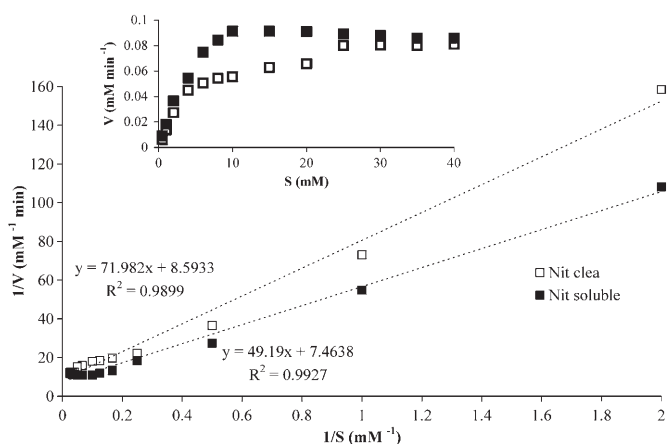 0.1
0.08
0.06
0.04
0.02
0
V (mM min -1)
0 10 20 30 40
S (mM)
160
140
120
100
80
60
40
20
0
1/V (mM -1 min)
y = 71.982x + 8.5933
R2 = 0.9899
y = 49.19x + 7.4638
R2 = 0.9927
Nit clea
Nit soluble
0 0.2 0.4 0.6 0.8 1 1.2 1.4 1.6 1.8 2
1/S (mM -1)